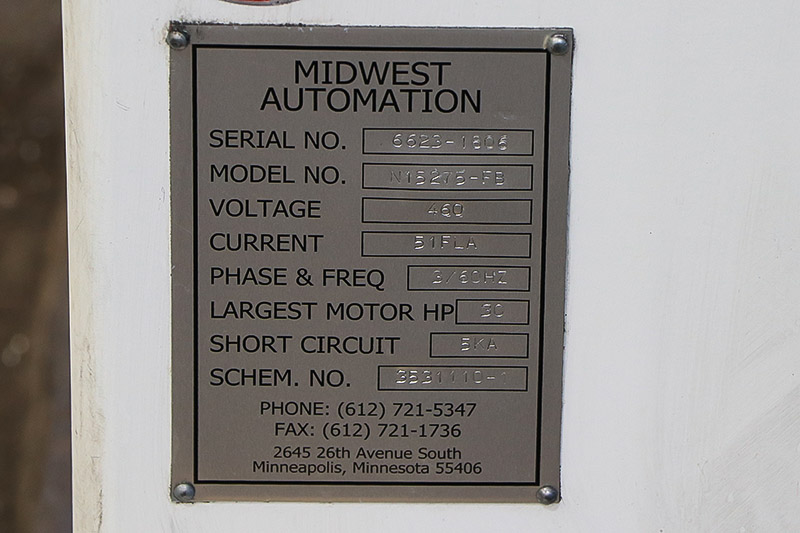 MIDWEST
AUTOMATION
SERIAL NO. 6623-1806
MODEL NO. N15275-FB
VOLTAGE 460
CURRENT 51FLA
PHASE & FREQ 3/60HZ
LARGEST MOTOR HP 30
SHORT CIRCUIT 5KA
SCHEM. NO. 3531110-1
PHONE: (612) 721-5347
FAX: (612) 721-1736
2645 26th Avenue South
Minneapolis, Minnesota 55406